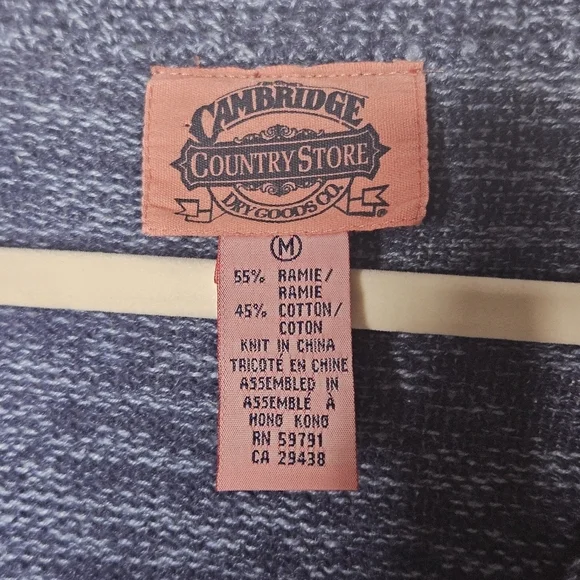 CAMBRIDGE
COUNTRY STORE
DRY GOODS CO.
®
M
55% RAMIE/
RAMIE
45% COTTON/
COTON
KNIT IN CHINA
TRICOTÉ EN CHINE
ASSEMBLED IN
ASSEMBLÉ À
HONG KONG
RN 59791
CA 29438